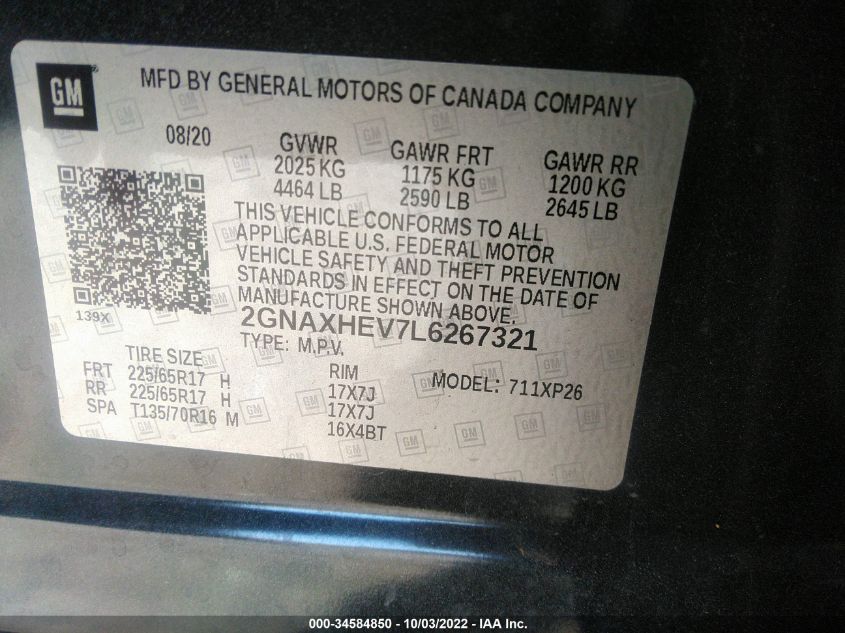 GM
MFD BY GENERAL MOTORS OF CANADA COMPANY
08/20
GVWR
2025 KG
4464 LB
GAWR FRT
1175 KG
2590 LB
GAWR RR
1200 KG
2645 LB
THIS VEHICLE CONFORMS TO ALL
APPLICABLE U.S. FEDERAL MOTOR
VEHICLE SAFETY AND THEFT PREVENTION
STANDARDS IN EFFECT ON THE DATE OF
MANUFACTURE SHOWN ABOVE.
139X
2GNAXHEV7L6267321
TYPE: M.P.V.
TIRE SIZE
RIM
MODEL: 711XP26
FRT 225/65R17 H 17X7J
RR 225/65R17 H 17X7J
SPA T135/70R16 M 16X4BT
000-34584850 - 10/03/2022 - IAA Inc.